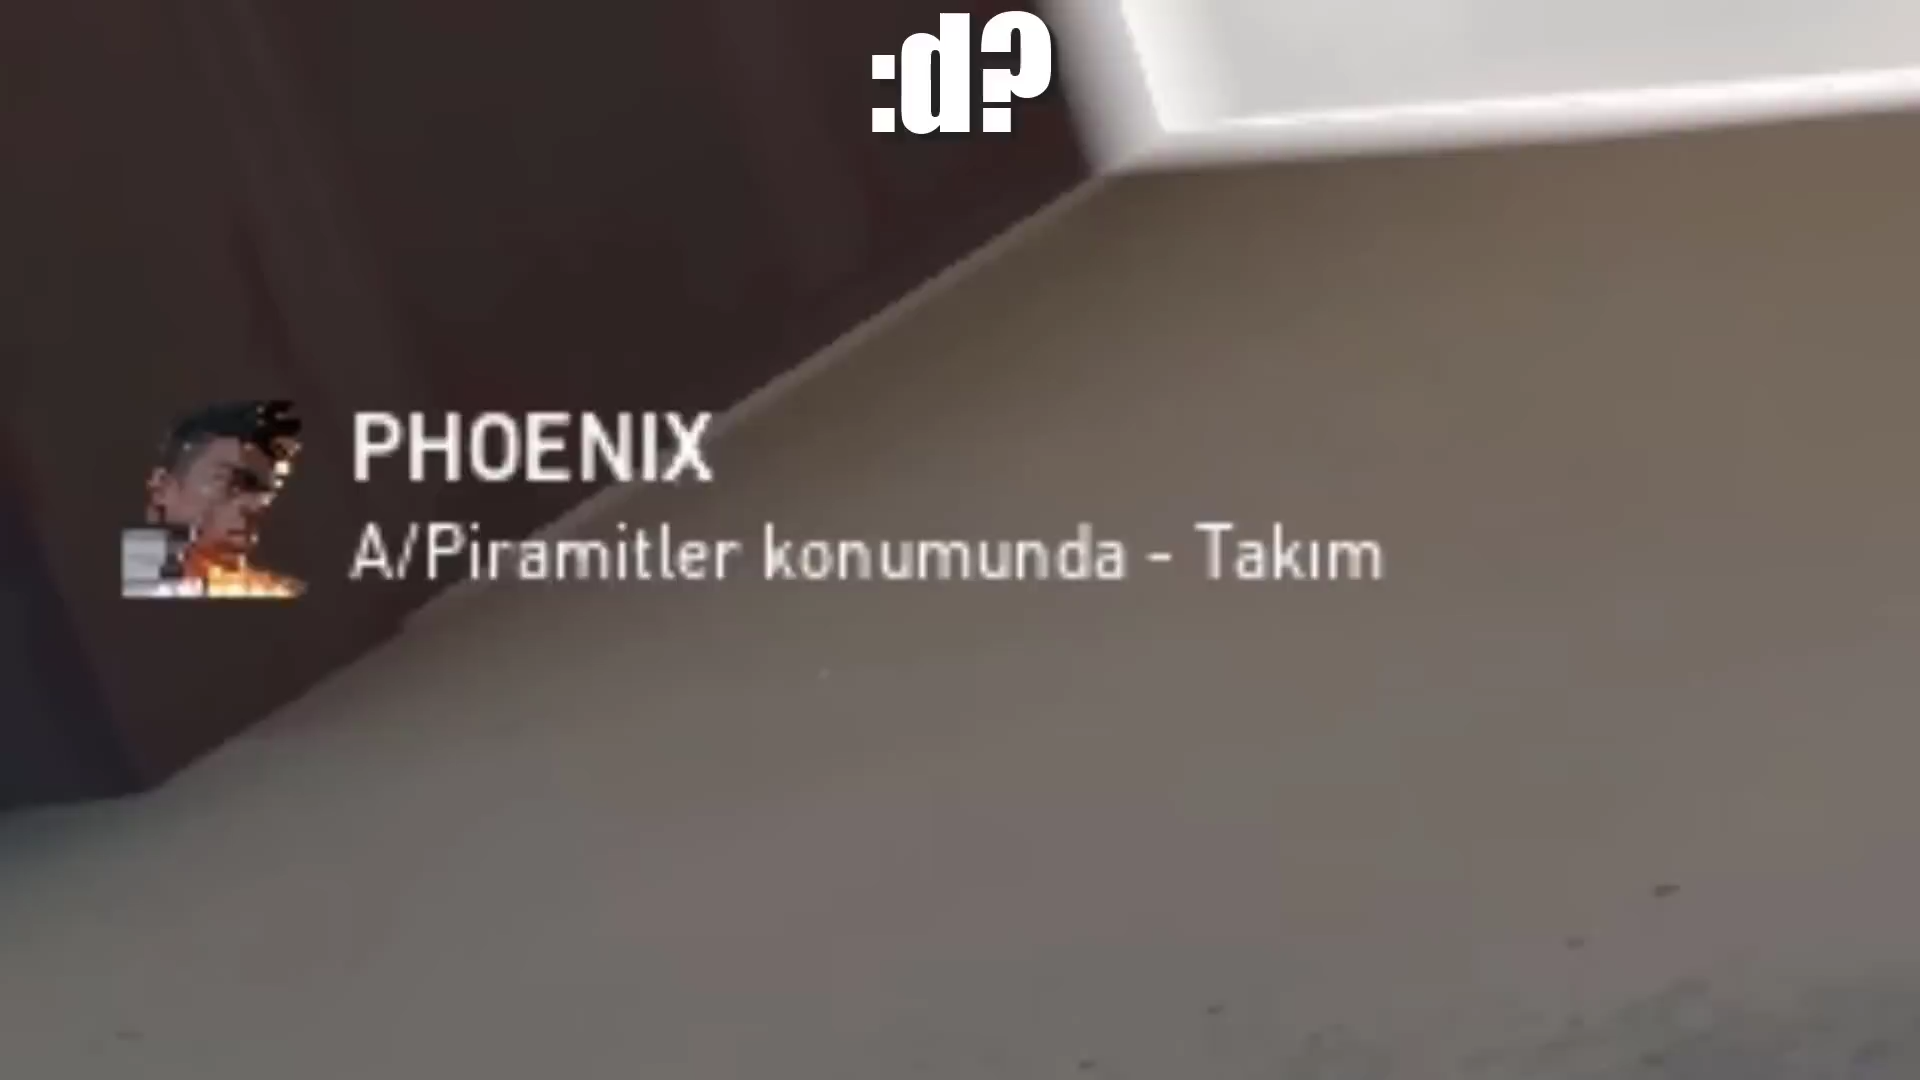 :d?
PHOENIX
A/Piramitler konumunda - Takım